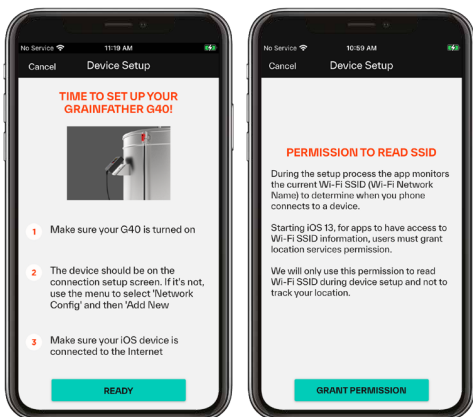 No Service
11:19 AM
Cancel
Device Setup
TIME TO SET UP YOUR
GRAINFATHER G40!
1
Make sure your G40 is turned on
2
The device should be on the
connection setup screen. If it's not,
use the menu to select 'Network
Config' and then 'Add New
3
Make sure your iOS device is
connected to the Internet
READY
No Service
10:59 AM
Cancel
Device Setup
PERMISSION TO READ SSID
During the setup process the app monitors
the current Wi-Fi SSID (Wi-Fi Network
Name) to determine when you phone
connects to a device.
Starting iOS 13, for apps to have access to
Wi-Fi SSID information, users must grant
location services permission.
We will only use this permission to read
Wi-Fi SSID during device setup and not to
track your location.
GRANT PERMISSION